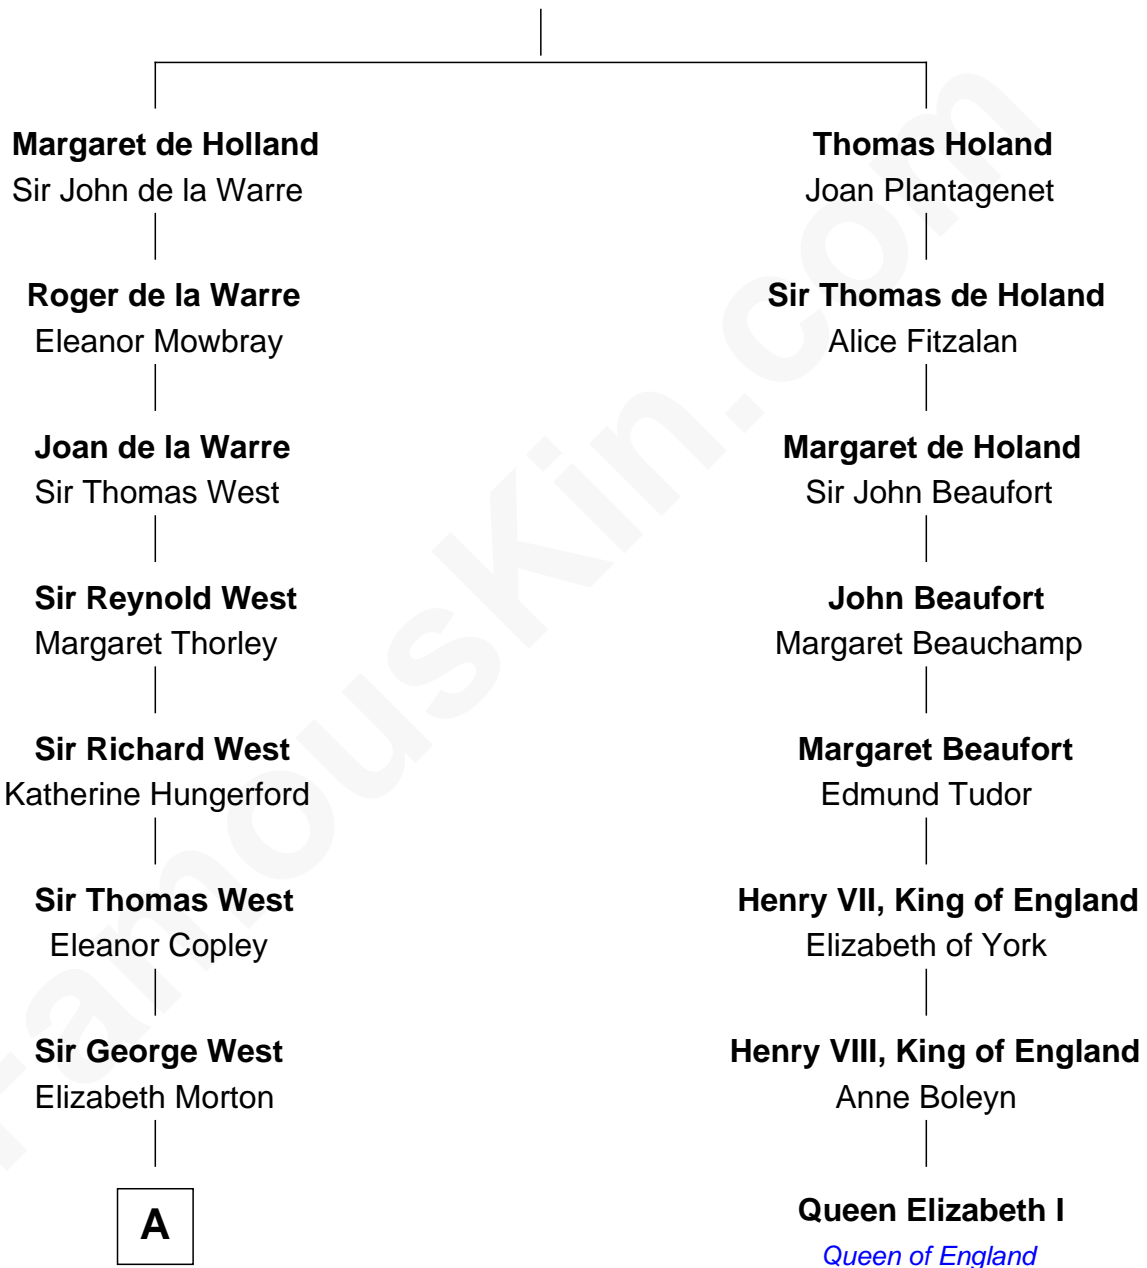 Margaret de Holland
Sir John de la Warre
Roger de la Warre
Eleanor Mowbray
Joan de la Warre
Sir Thomas West
Sir Reynold West
Margaret Thorley
Sir Richard West
Katherine Hungerford
Sir Thomas West
Eleanor Copley
Sir George West
Elizabeth Morton
A
Thomas Holand
Joan Plantagenet
Sir Thomas de Holand
Alice Fitzalan
Margaret de Holand
Sir John Beaufort
John Beaufort
Margaret Beauchamp
Margaret Beaufort
Edmund Tudor
Henry VII, King of England
Elizabeth of York
Henry VIII, King of England
Anne Boleyn
Queen Elizabeth I
Queen of England
FamousKin.com